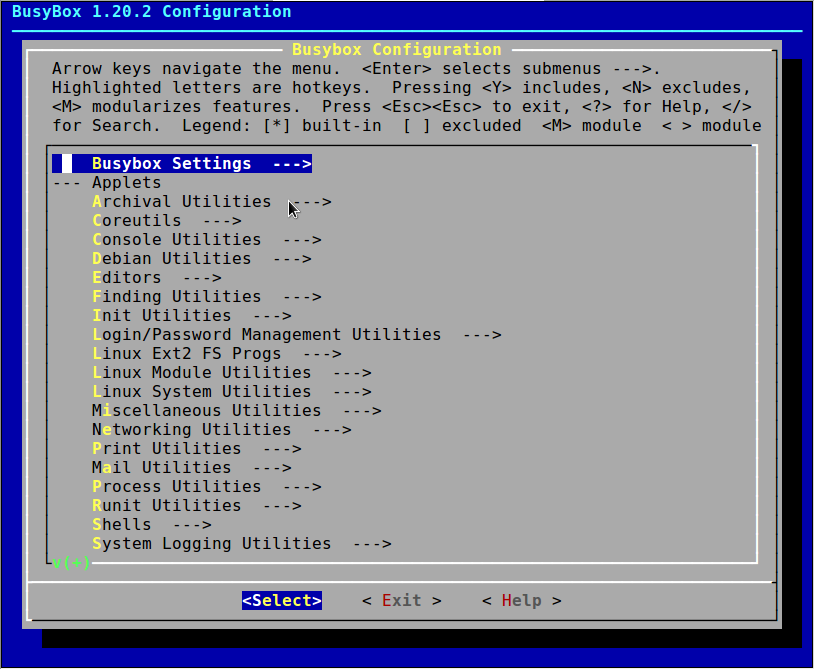 BusyBox 1.20.2 Configuration
Busybox Configuration
Arrow keys navigate the menu.  <Enter> selects submenus --->.
Highlighted letters are hotkeys.  Pressing <Y> includes, <N> excludes,
<M> modularizes features.  Press <Esc><Esc> to exit, <?> for Help, </>
for Search.  Legend: [*] built-in  [ ] excluded  <M> module  < > module
Busybox Settings  --->
--- Applets
Archival Utilities  --->
Coreutils  --->
Console Utilities  --->
Debian Utilities  --->
Editors  --->
Finding Utilities  --->
Init Utilities  --->
Login/Password Management Utilities  --->
Linux Ext2 FS Progs  --->
Linux Module Utilities  --->
Linux System Utilities  --->
Miscellaneous Utilities  --->
Networking Utilities  --->
Print Utilities  --->
Mail Utilities  --->
Process Utilities  --->
Runit Utilities  --->
Shells  --->
System Logging Utilities  --->
v(+)
<Select>    < Exit >    < Help >